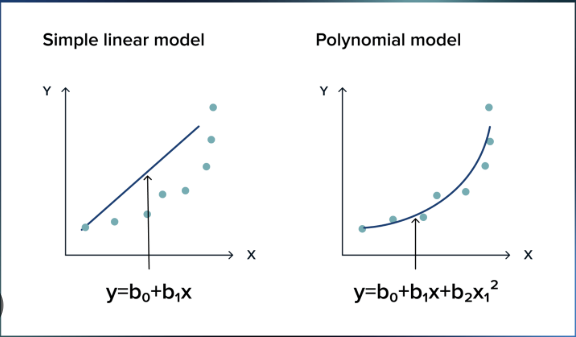 Simple linear model
Y
X
y=b₀+b₁x
Polynomial model
Y
X
y=b₀+b₁x+b₂x₁²